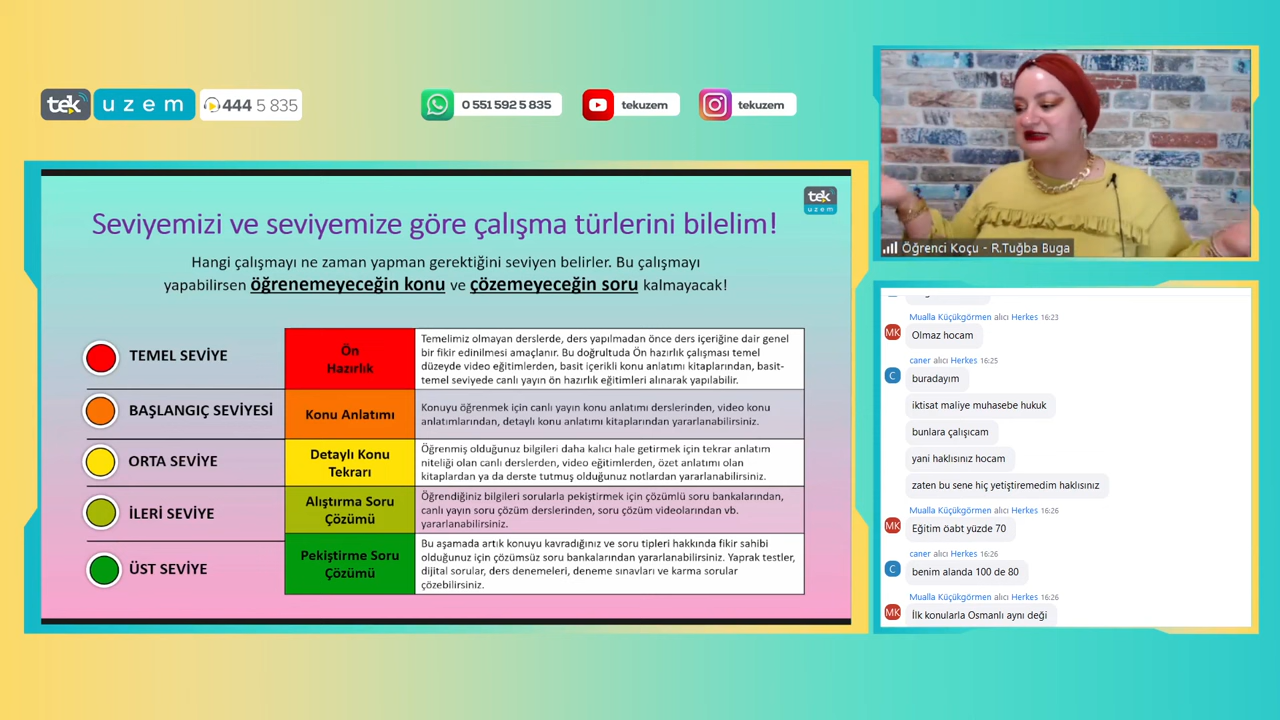 tek uzem 444 5 835
0 551 592 5 835
tekuzem
tekuzem
tek
uzem
Seviyemizi ve seviyemize göre çalışma türlerini bilelim!
Hangi çalışmayı ne zaman yapman gerektiğini seviyen belirler. Bu çalışmayı
yapabilirsen öğrenemeyeceğin konu ve çözemeyeceğin soru kalmayacak!
TEMEL SEVİYE
Ön
Hazırlık
Temelimiz olmayan derslerde, ders yapılmadan önce ders içeriğine dair genel
bir fikir edinilmesi amaçlanır. Bu doğrultuda Ön hazırlık çalışması temel
düzeyde video eğitimlerden, basit içerikli konu anlatımı kitaplarından, basit-
temel seviyede canlı yayın ön hazırlık eğitimleri alınarak yapılabilir.
BAŞLANGIÇ SEVİYESİ
Konu Anlatımı
Konuyu öğrenmek için canlı yayın konu anlatımı derslerinden, video konu
anlatımlarından, detaylı konu anlatımı kitaplarından yararlanabilirsiniz.
ORTA SEVİYE
Detaylı Konu
Tekrarı
Öğrenmiş olduğunuz bilgileri daha kalıcı hale getirmek için tekrar anlatım
niteliği olan canlı derslerden, video eğitimlerden, özet anlatımı olan
kitaplardan ya da derste tutmuş olduğunuz notlardan yararlanabilirsiniz.
İLERİ SEVİYE
Alıştırma Soru
Çözümü
Öğrendiğiniz bilgileri sorularla pekiştirmek için çözümlü soru bankalarından,
canlı yayın soru çözüm derslerinden, soru çözüm videolarından vb.
yararlanabilirsiniz.
ÜST SEVİYE
Pekiştirme Soru
Çözümü
Bu aşamada artık konuyu kavradığınız ve soru tipleri hakkında fikir sahibi
olduğunuz için çözümsüz soru bankalarından yararlanabilirsiniz. Yaprak testler,
dijital sorular, ders denemeleri, deneme sınavları ve karma sorular
çözebilirsiniz.
Öğrenci Koçu - R.Tuğba Buga
Mualla Küçükgörmen alıcı Herkes 16:23
MK Olmaz hocam
caner alıcı Herkes 16:25
C buradayım
iktisat maliye muhasebe hukuk
bunlara çalışıcam
yani haklısınız hocam
zaten bu sene hiç yetiştiremedim haklısınız
Mualla Küçükgörmen alıcı Herkes 16:26
MK Eğitim öabt yüzde 70
caner alıcı Herkes 16:26
C benim alanda 100 de 80
Mualla Küçükgörmen alıcı Herkes 16:26
MK İlk konularla Osmanlı aynı deği